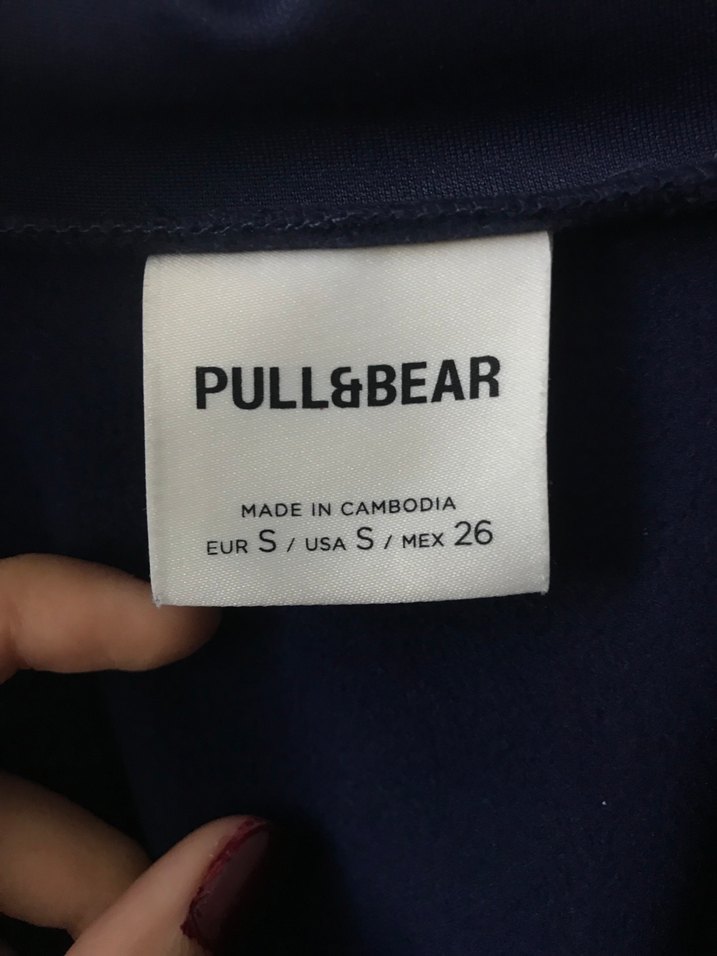 PULL&BEAR
MADE IN CAMBODIA
EUR S / USA S / MEX 26